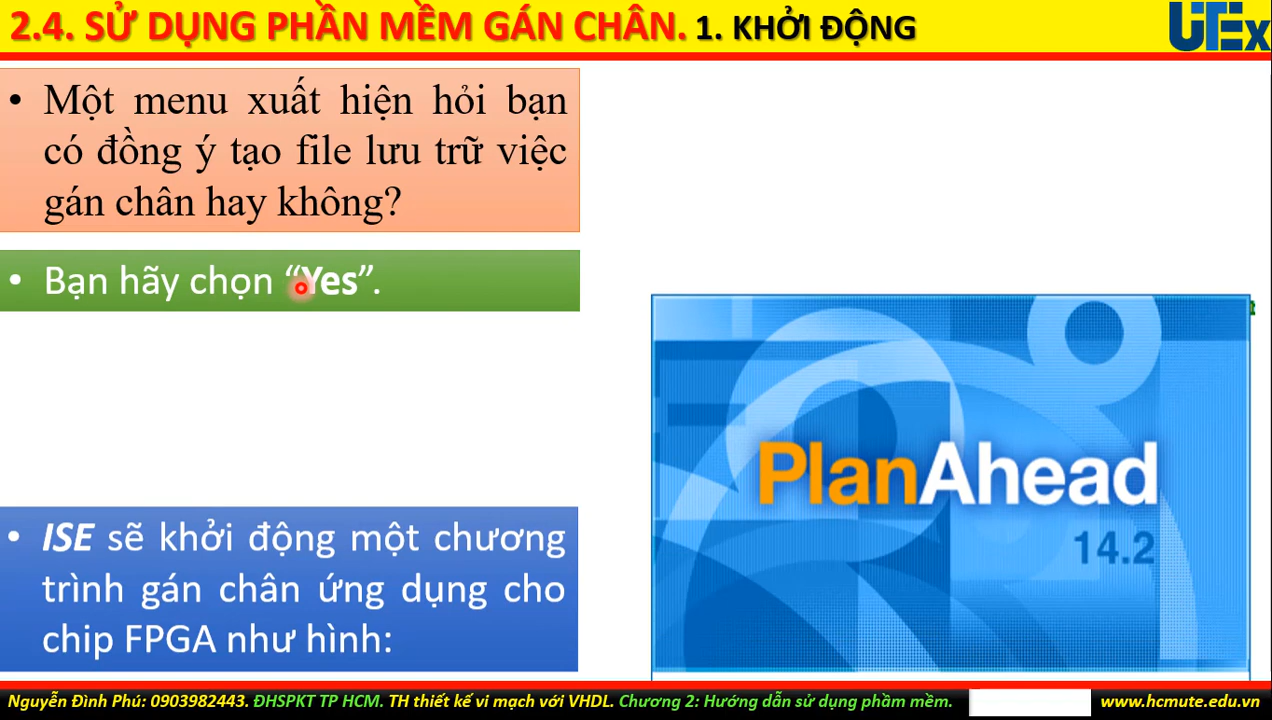 2.4. SỬ DỤNG PHẦN MỀM GÁN CHÂN. 1. KHỞI ĐỘNG
UTEx
• Một menu xuất hiện hỏi bạn
có đồng ý tạo file lưu trữ việc
gán chân hay không?
• Bạn hãy chọn “Yes”.
PlanAhead
14.2
• ISE sẽ khởi động một chương
trình gán chân ứng dụng cho
chip FPGA như hình:
Nguyễn Đình Phú: 0903982443. ĐHSPKT TP HCM. TH thiết kế vi mạch với VHDL. Chương 2: Hướng dẫn sử dụng phầm mềm.
www.hcmute.edu.vn